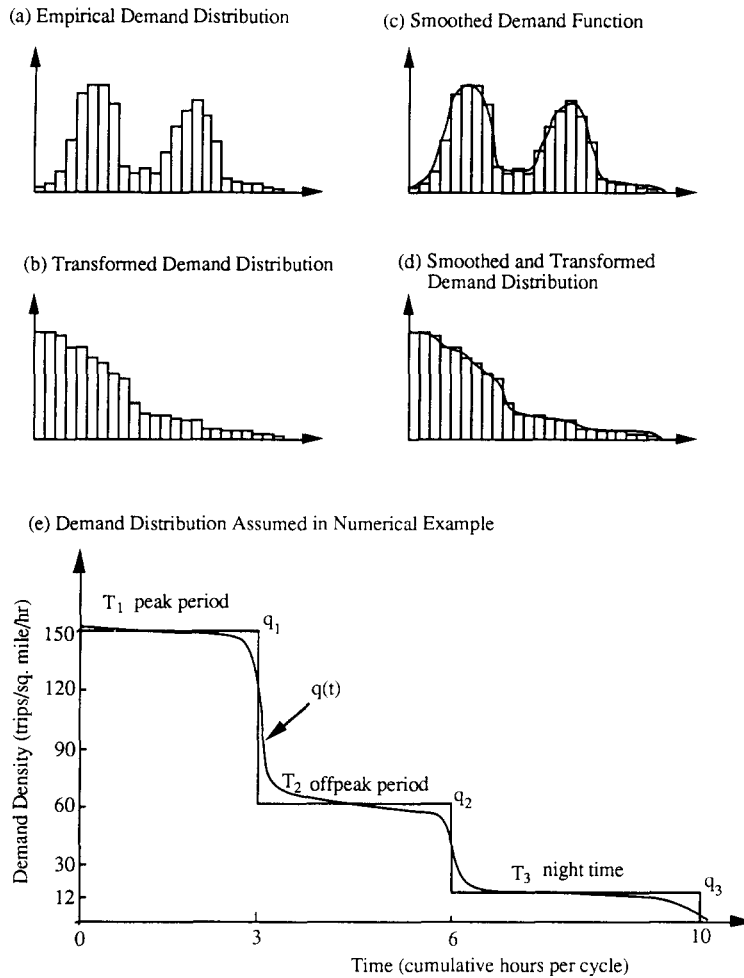 (a) Empirical Demand Distribution
(c) Smoothed Demand Function
(b) Transformed Demand Distribution
(d) Smoothed and Transformed
Demand Distribution
(e) Demand Distribution Assumed in Numerical Example
Demand Density (trips/sq. mile/hr)
150
120
90
60
30
12
T1 peak period
q1
q(t)
T2 offpeak period
q2
T3 night time
q3
0
3
6
10
Time (cumulative hours per cycle)